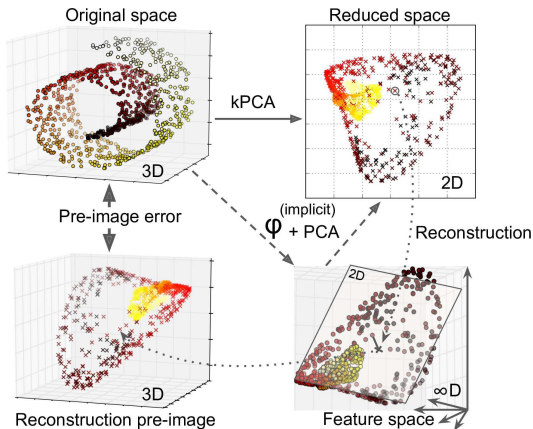 Original space
Reduced space
kPCA
3D
2D
Pre-image error
(implicit)
φ + PCA
Reconstruction
2D
3D
∞D
Reconstruction pre-image
Feature space